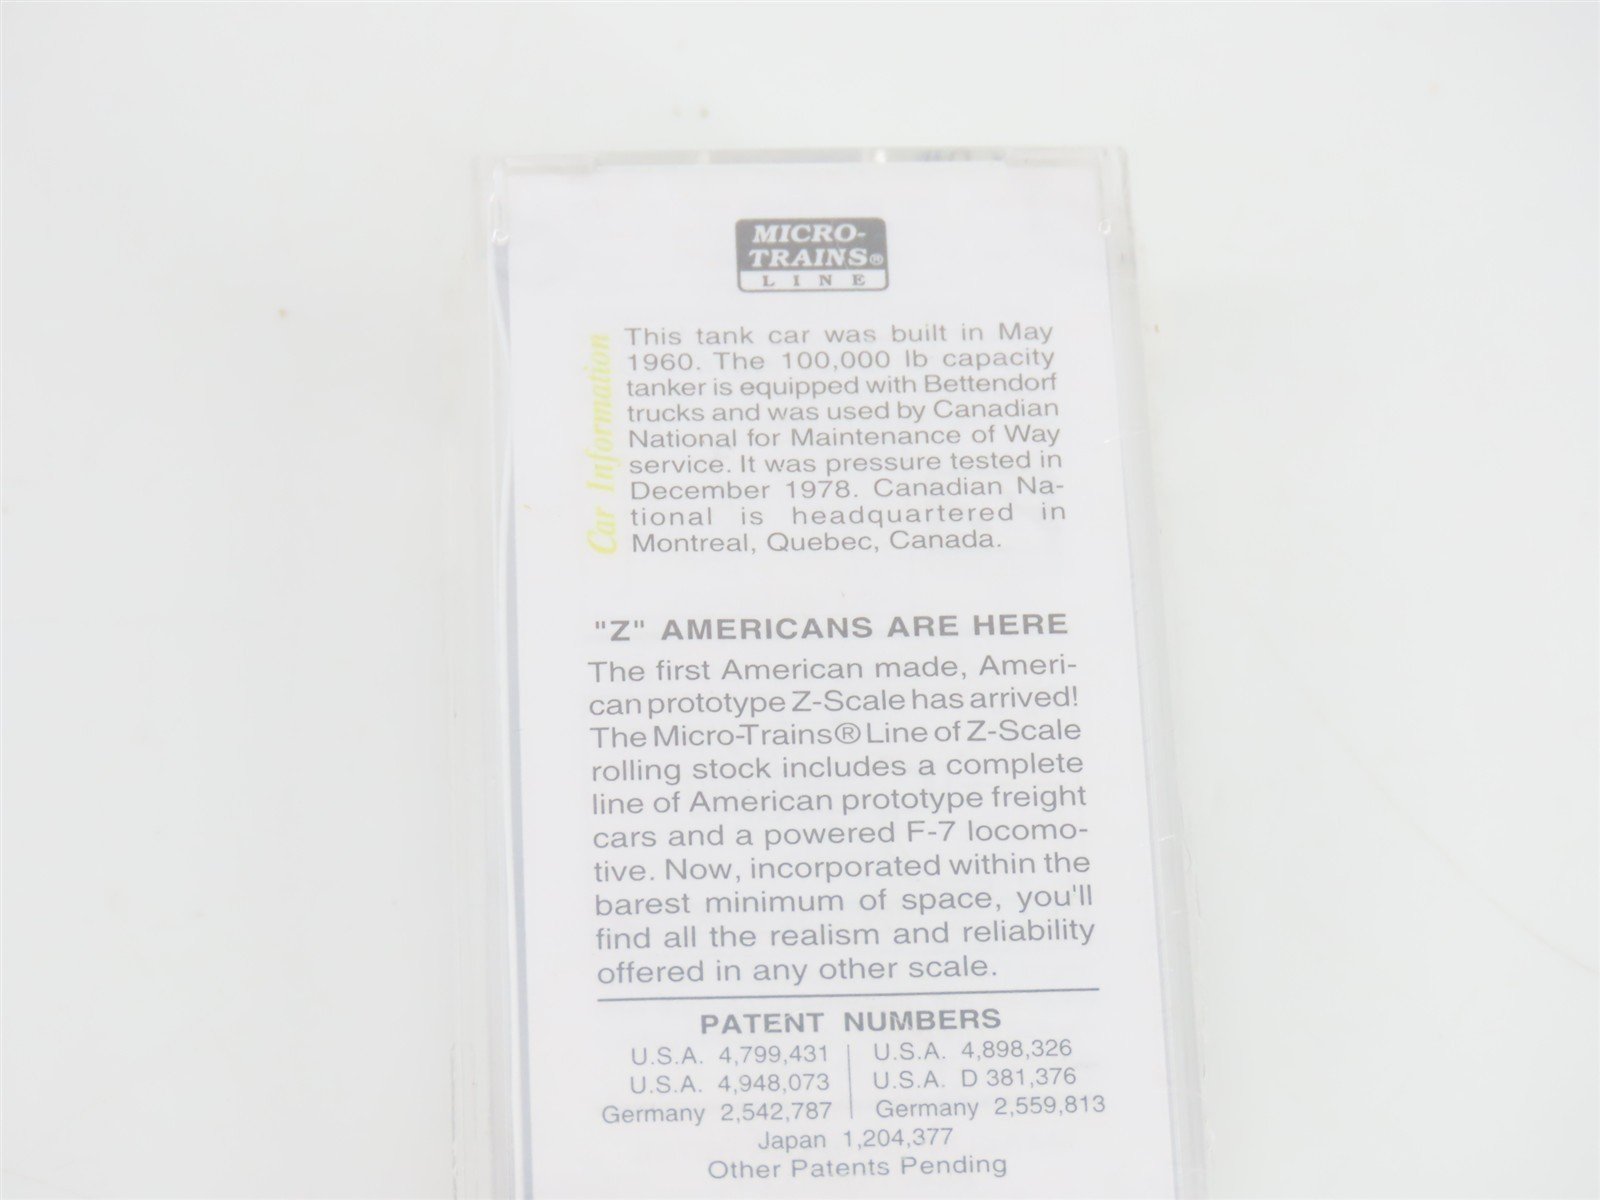 MICRO-
TRAINS®
LINE
Car Information
This tank car was built in May
1960. The 100,000 lb capacity
tanker is equipped with Bettendorf
trucks and was used by Canadian
National for Maintenance of Way
service. It was pressure tested in
December 1978. Canadian Na-
tional is headquartered in
Montreal, Quebec, Canada.
"Z" AMERICANS ARE HERE
The first American made, Ameri-
can prototype Z-Scale has arrived!
The Micro-Trains® Line of Z-Scale
rolling stock includes a complete
line of American prototype freight
cars and a powered F-7 locomo-
tive. Now, incorporated within the
barest minimum of space, you'll
find all the realism and reliability
offered in any other scale.
PATENT NUMBERS
U.S.A. 4,799,431 | U.S.A. 4,898,326
U.S.A. 4,948,073 | U.S.A. D 381,376
Germany 2,542,787 | Germany 2,559,813
Japan 1,204,377
Other Patents Pending